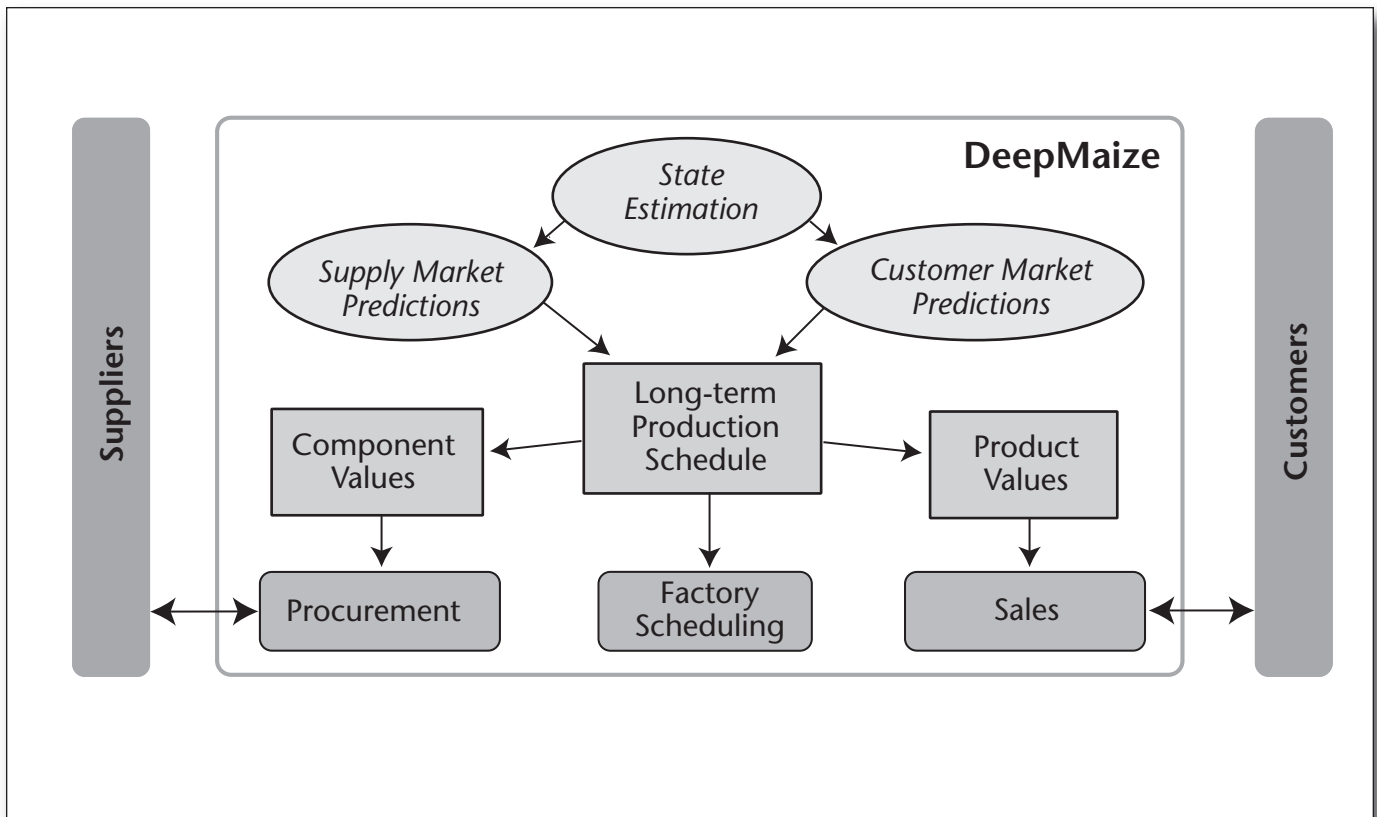 DeepMaize
State
Estimation
Supply Market
Predictions
Customer Market
Predictions
Suppliers
Customers
Long-term
Production
Schedule
Component
Values
Product
Values
Procurement
Factory
Scheduling
Sales